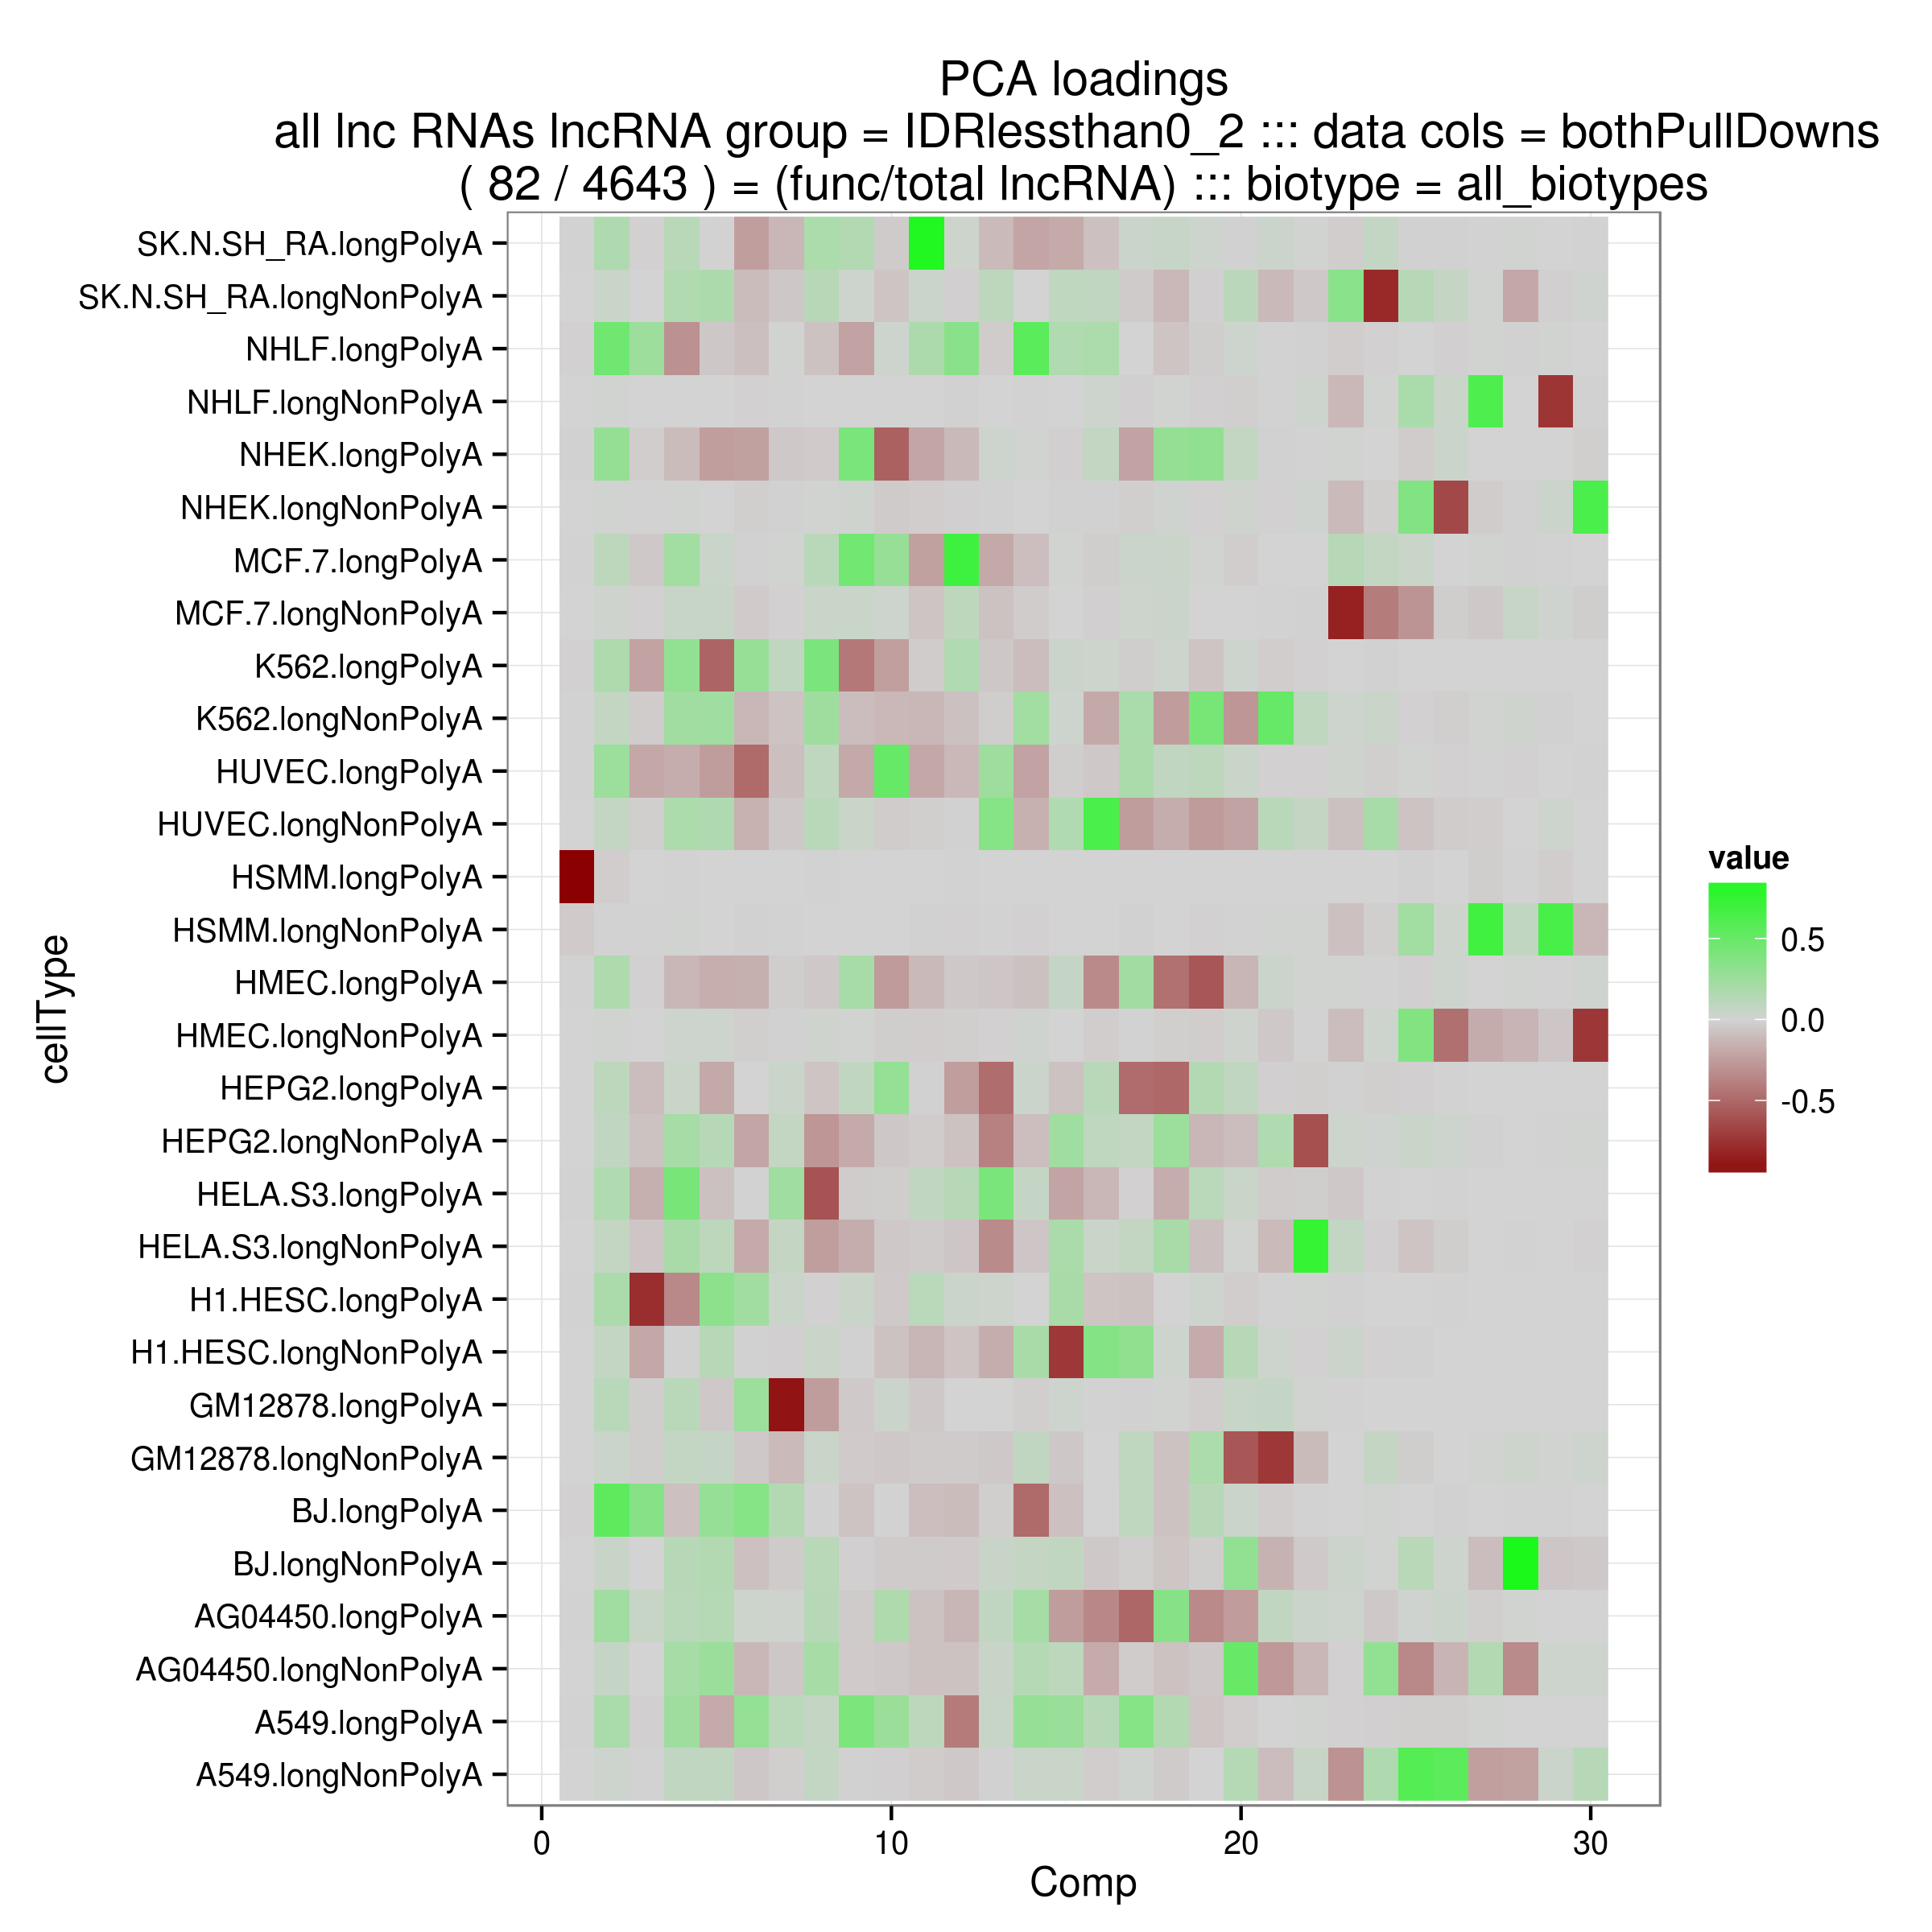 PCA loadings
all lnc RNAs lncRNA group = IDRlessthan0_2 ::: data cols = bothPullDowns
( 82 / 4643 ) = (func/total lncRNA) ::: biotype = all_biotypes
SK.N.SH_RA.longPolyA
SK.N.SH_RA.longNonPolyA
NHLF.longPolyA
NHLF.longNonPolyA
NHEK.longPolyA
NHEK.longNonPolyA
MCF.7.longPolyA
MCF.7.longNonPolyA
K562.longPolyA
K562.longNonPolyA
HUVEC.longPolyA
HUVEC.longNonPolyA
HSMM.longPolyA
HSMM.longNonPolyA
HMEC.longPolyA
HMEC.longNonPolyA
HEPG2.longPolyA
HEPG2.longNonPolyA
HELA.S3.longPolyA
HELA.S3.longNonPolyA
H1.HESC.longPolyA
H1.HESC.longNonPolyA
GM12878.longPolyA
GM12878.longNonPolyA
BJ.longPolyA
BJ.longNonPolyA
AG04450.longPolyA
AG04450.longNonPolyA
A549.longPolyA
A549.longNonPolyA
cellType
0 10 20 30
Comp
value
0.5
0.0
-0.5